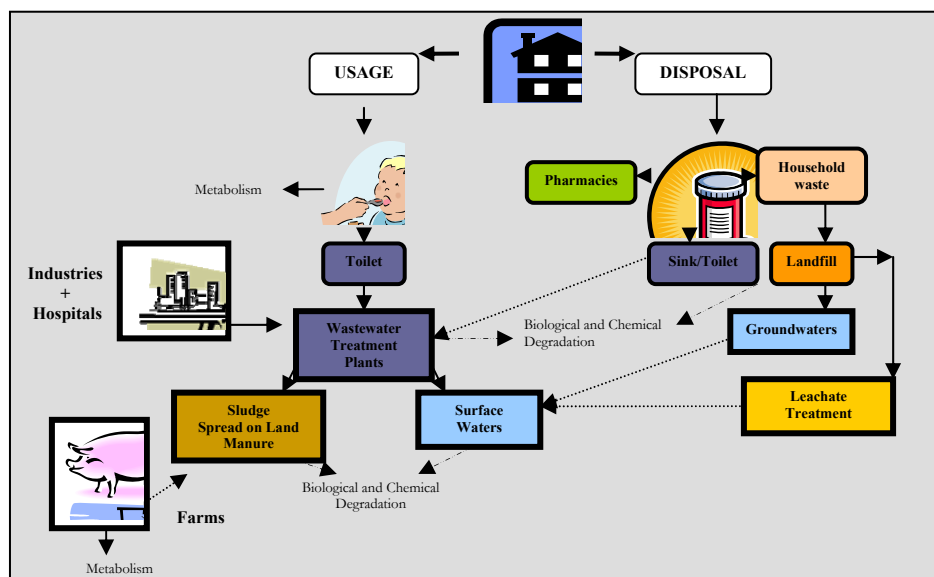 USAGE
DISPOSAL
Metabolism
Pharmacies
Household
waste
Industries
+
Hospitals
Toilet
Sink/Toilet
Landfill
Wastewater
Treatment
Plants
Biological and Chemical
Degradation
Groundwaters
Sludge
Spread on Land
Manure
Surface
Waters
Leachate
Treatment
Biological and Chemical
Degradation
Farms
Metabolism